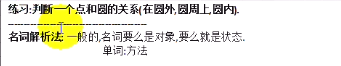 练习:判断一个点和圆的关系(在圆外,圆周上,圆内).
--------------------------------------
名词解析法:一般的,名词要么是对象,要么就是状态.
单词:方法